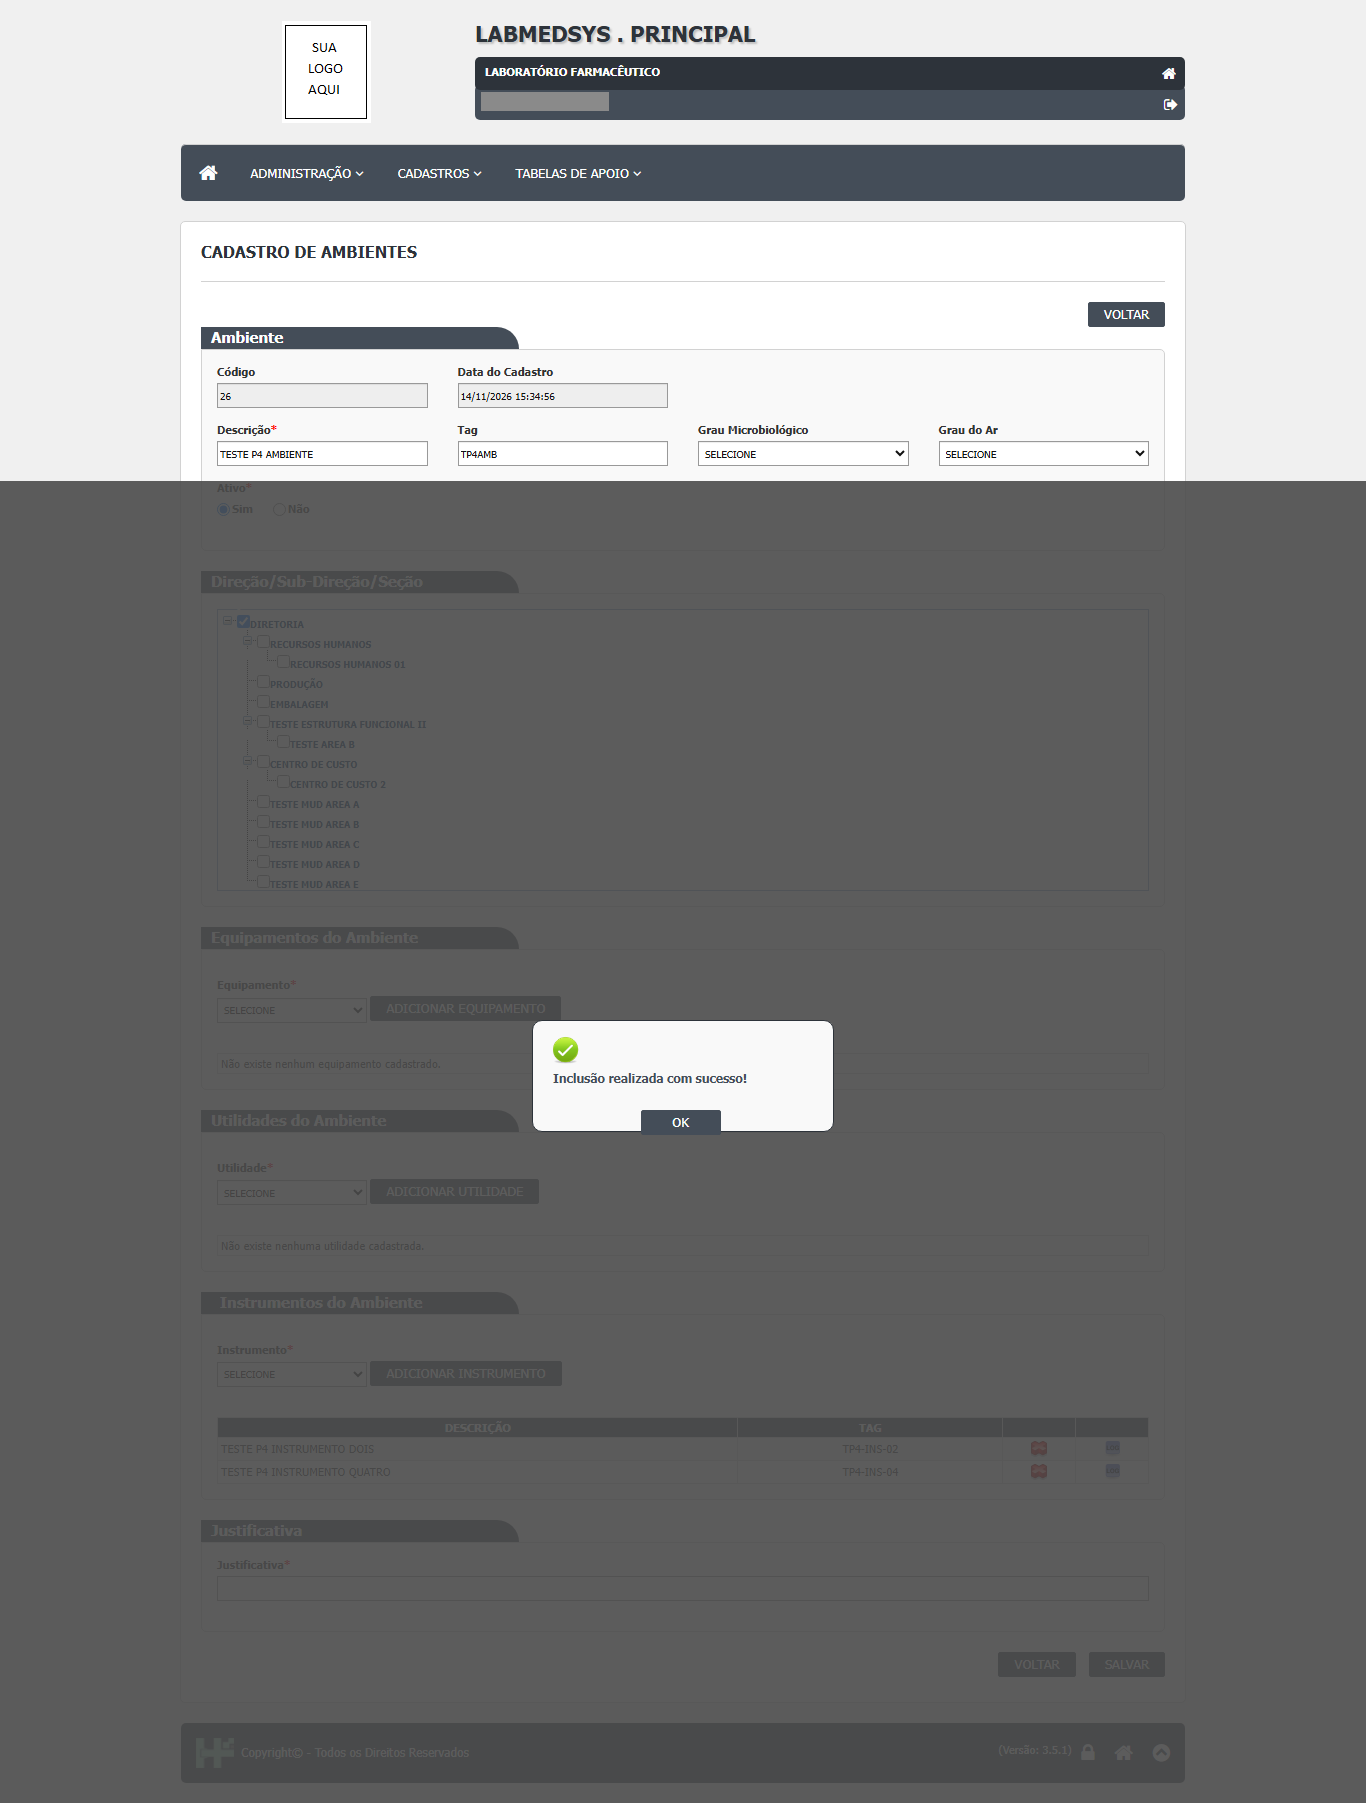 SUA
LOGO
AQUI
LABMEDSYS . PRINCIPAL
LABORATÓRIO FARMACÊUTICO
ADMINISTRAÇÃO CADASTROS TABELAS DE APOIO
CADASTRO DE AMBIENTES
VOLTAR
Ambiente
Código Data do Cadastro
26 14/11/2026 15:34:56
Descrição* Tag Grau Microbiológico Grau do Ar
TESTE P4 AMBIENTE TP4AMB SELECIONE SELECIONE
Ativo*
Sim Não
Direção/Sub-Direção/Seção
DIRETORIA
RECURSOS HUMANOS
RECURSOS HUMANOS 01
PRODUÇÃO
EMBALAGEM
TESTE ESTRUTURA FUNCIONAL II
TESTE AREA B
CENTRO DE CUSTO
CENTRO DE CUSTO 2
TESTE MUD AREA A
TESTE MUD AREA B
TESTE MUD AREA C
TESTE MUD AREA D
TESTE MUD AREA E
Equipamentos do Ambiente
Equipamento*
SELECIONE ADICIONAR EQUIPAMENTO
Não existe nenhum equipamento cadastrado.
Inclusão realizada com sucesso!
OK
Utilidades do Ambiente
Utilidade*
SELECIONE ADICIONAR UTILIDADE
Não existe nenhuma utilidade cadastrada.
Instrumentos do Ambiente
Instrumento*
SELECIONE ADICIONAR INSTRUMENTO
DESCRIÇÃO TAG
TESTE P4 INSTRUMENTO DOIS TP4-INS-02
TESTE P4 INSTRUMENTO QUATRO TP4-INS-04
Justificativa
Justificativa*
VOLTAR SALVAR
Copyright© - Todos os Direitos Reservados (Versão: 3.5.1)